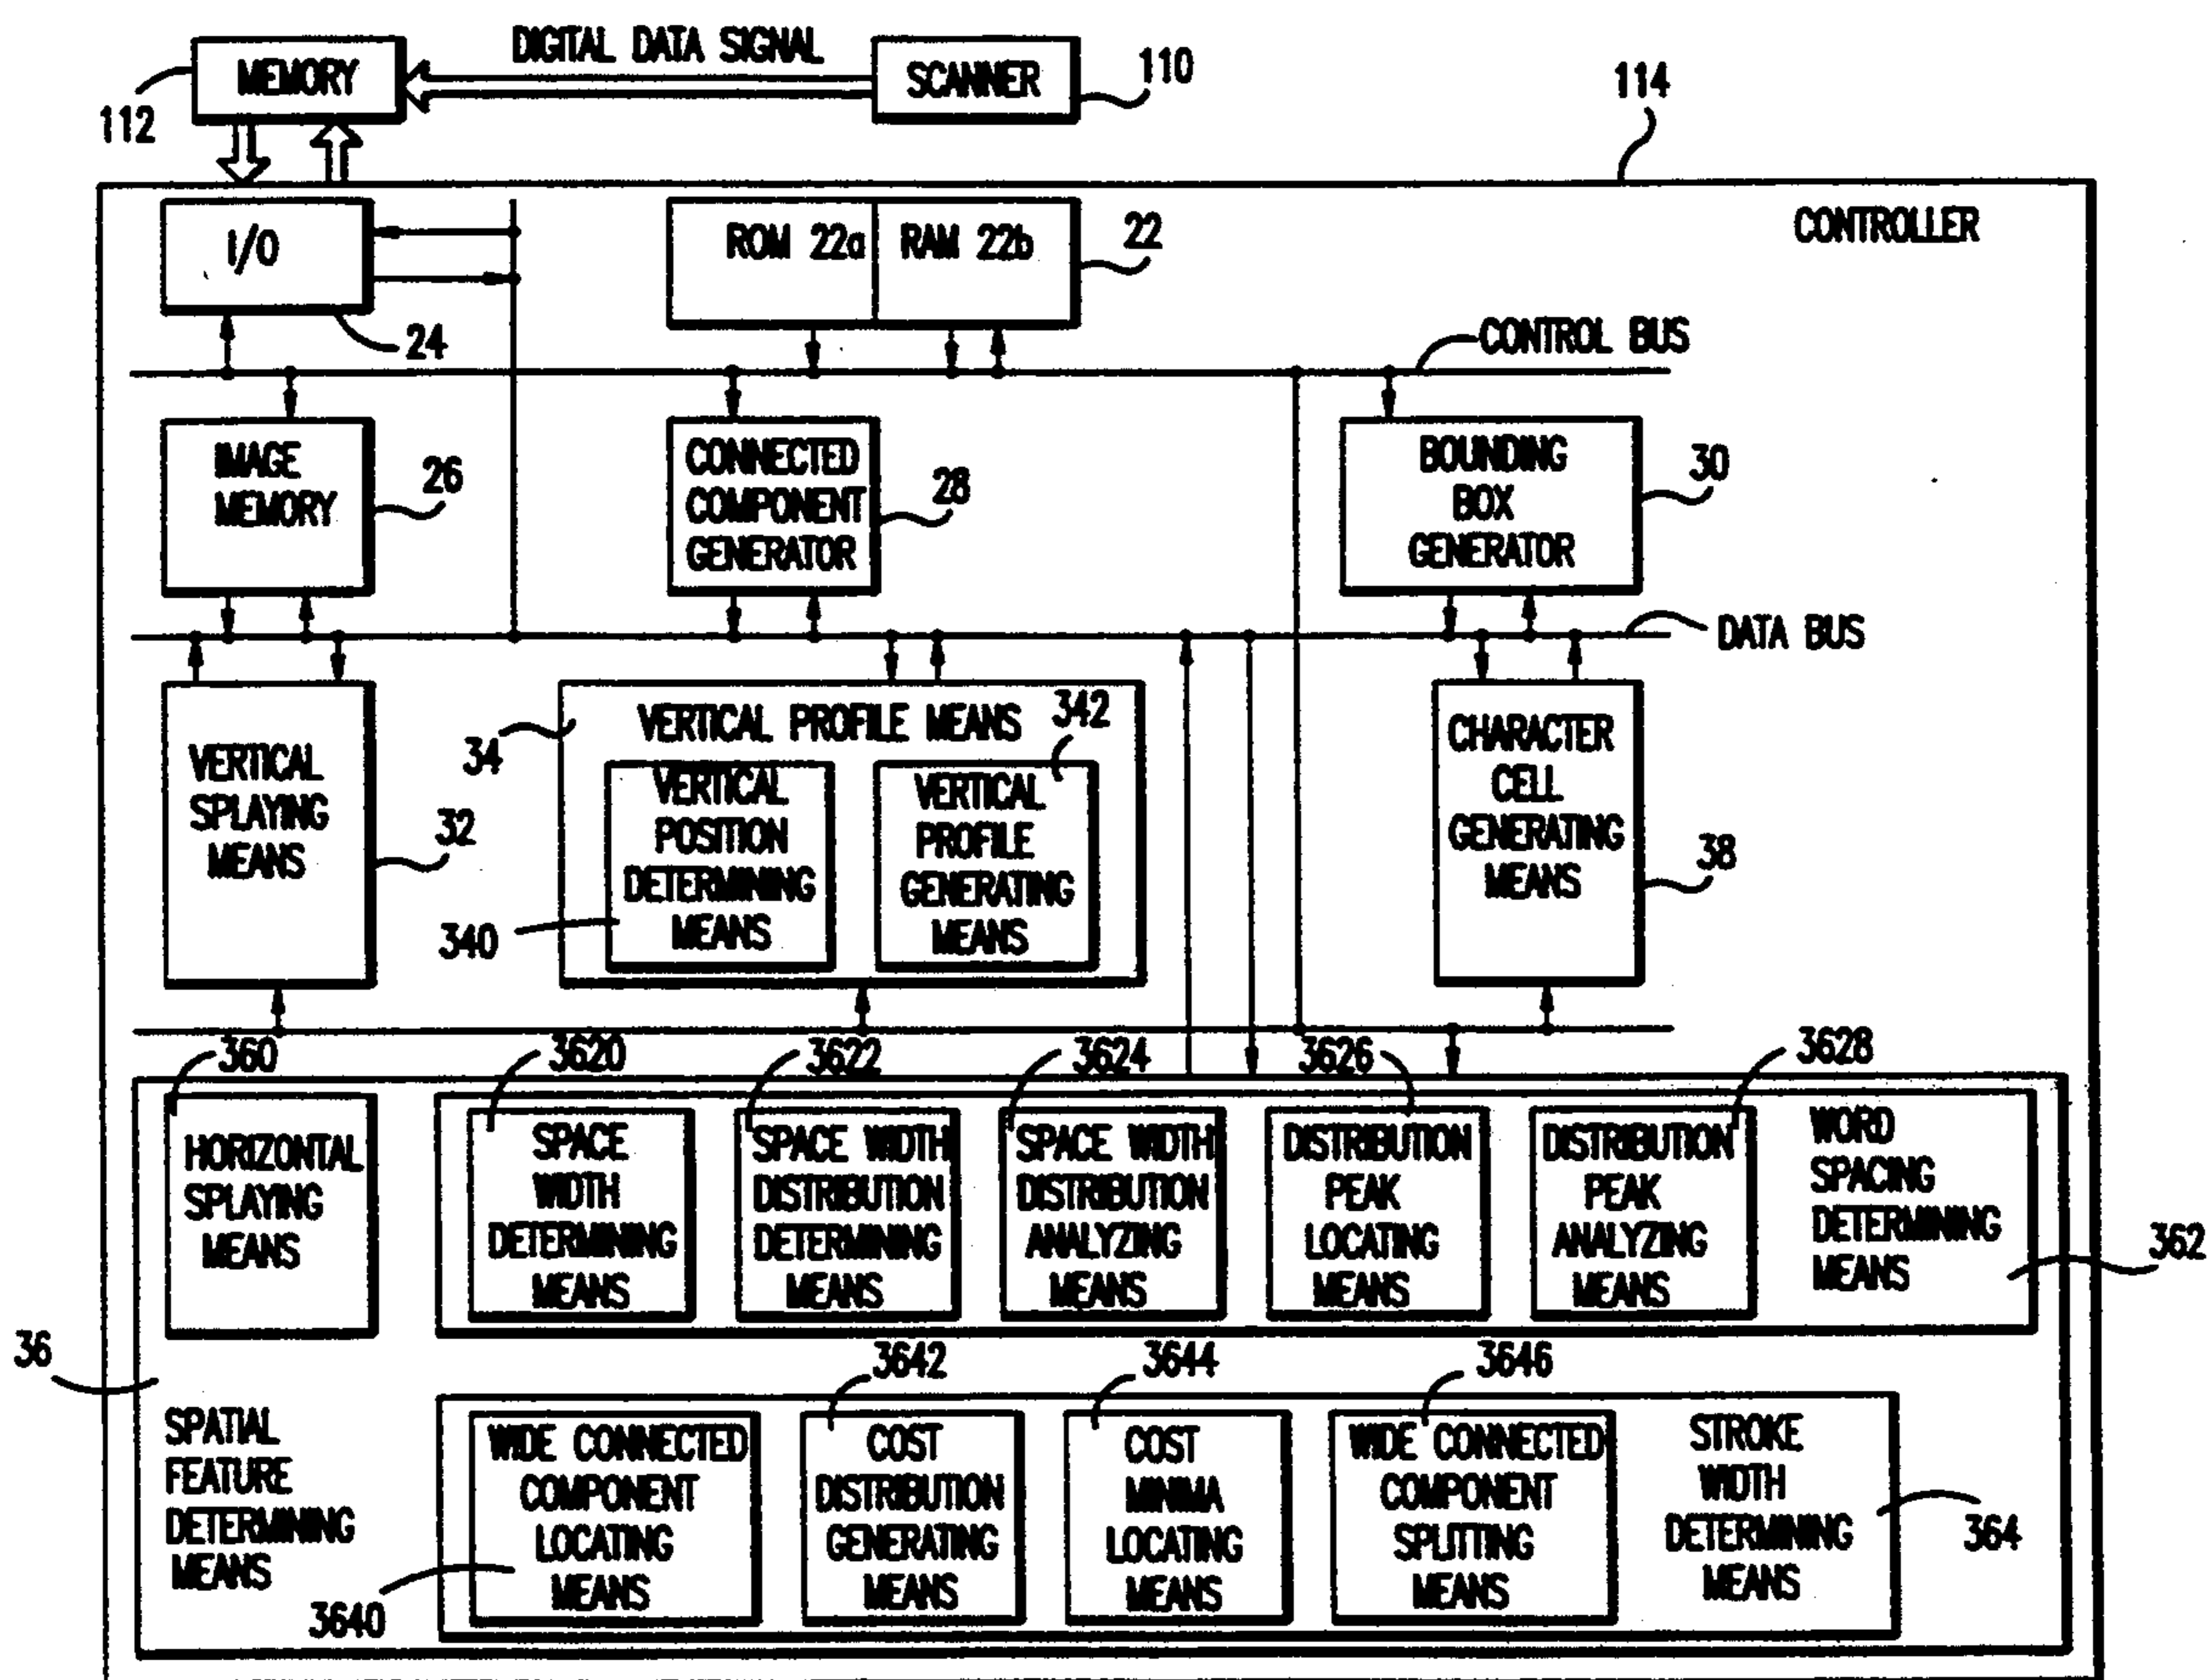 DIGITAL DATA SIGNAL
MEMORY
SCANNER
110
112
114
CONTROLLER
I/O
ROM 22a
RAM 22b
22
24
CONTROL BUS
IMAGE
MEMORY
26
CONNECTED
COMPONENT
GENERATOR
28
BOUNDING
BOX
GENERATOR
30
DATA BUS
VERTICAL
SPLAYING
MEANS
32
34
VERTICAL PROFILE MEANS
342
VERTICAL
POSITION
DETERMINING
MEANS
340
VERTICAL
PROFILE
GENERATING
MEANS
CHARACTER
CELL
GENERATING
MEANS
38
360
3620
3622
3624
3626
3628
HORIZONTAL
SPLAYING
MEANS
SPACE
WIDTH
DETERMINING
MEANS
SPACE WIDTH
DISTRIBUTION
DETERMINING
MEANS
SPACE WIDTH
DISTRIBUTION
ANALYZING
MEANS
DISTRIBUTION
PEAK
LOCATING
MEANS
DISTRIBUTION
PEAK
ANALYZING
MEANS
WORD
SPACING
DETERMINING
MEANS
362
36
SPATIAL
FEATURE
DETERMINING
MEANS
3642
3644
3646
WIDE CONNECTED
COMPONENT
LOCATING
MEANS
3640
COST
DISTRIBUTION
GENERATING
MEANS
COST
MINIMA
LOCATING
MEANS
WIDE CONNECTED
COMPONENT
SPLITTING
MEANS
STROKE
WIDTH
DETERMINING
MEANS
364